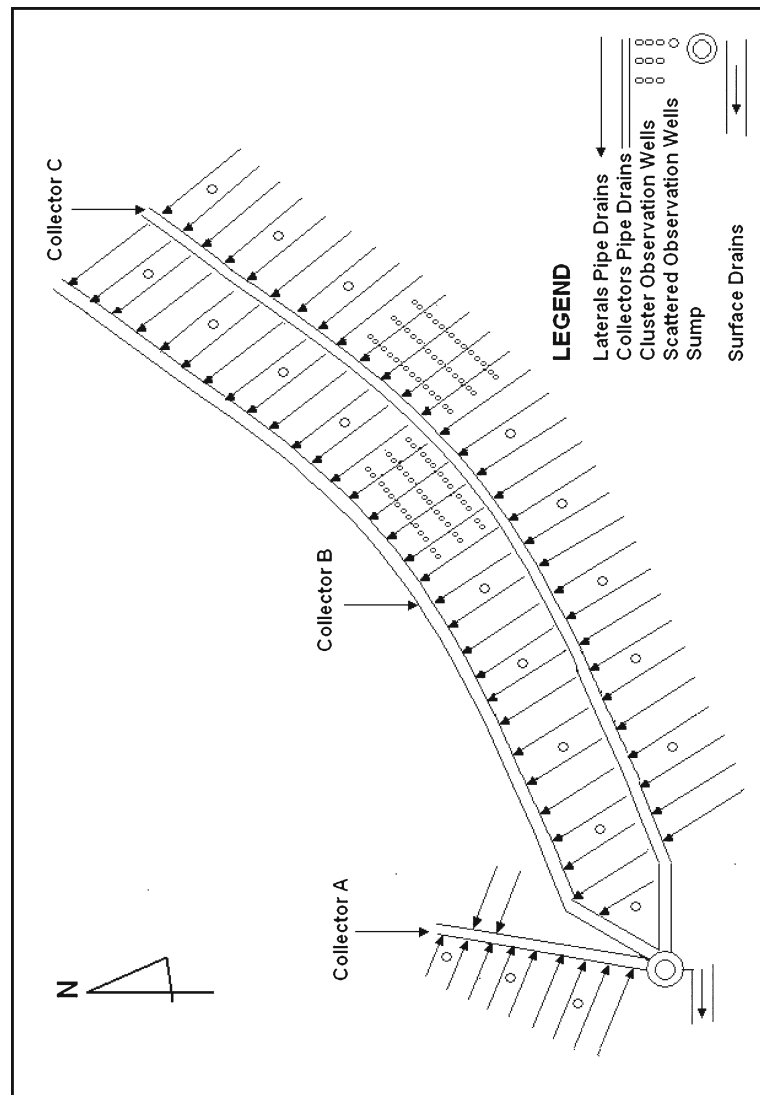 Collector C
Collector B
Collector A
N
LEGEND
Laterals Pipe Drains
Collectors Pipe Drains
Cluster Observation Wells
Scattered Observation Wells
Sump
Surface Drains